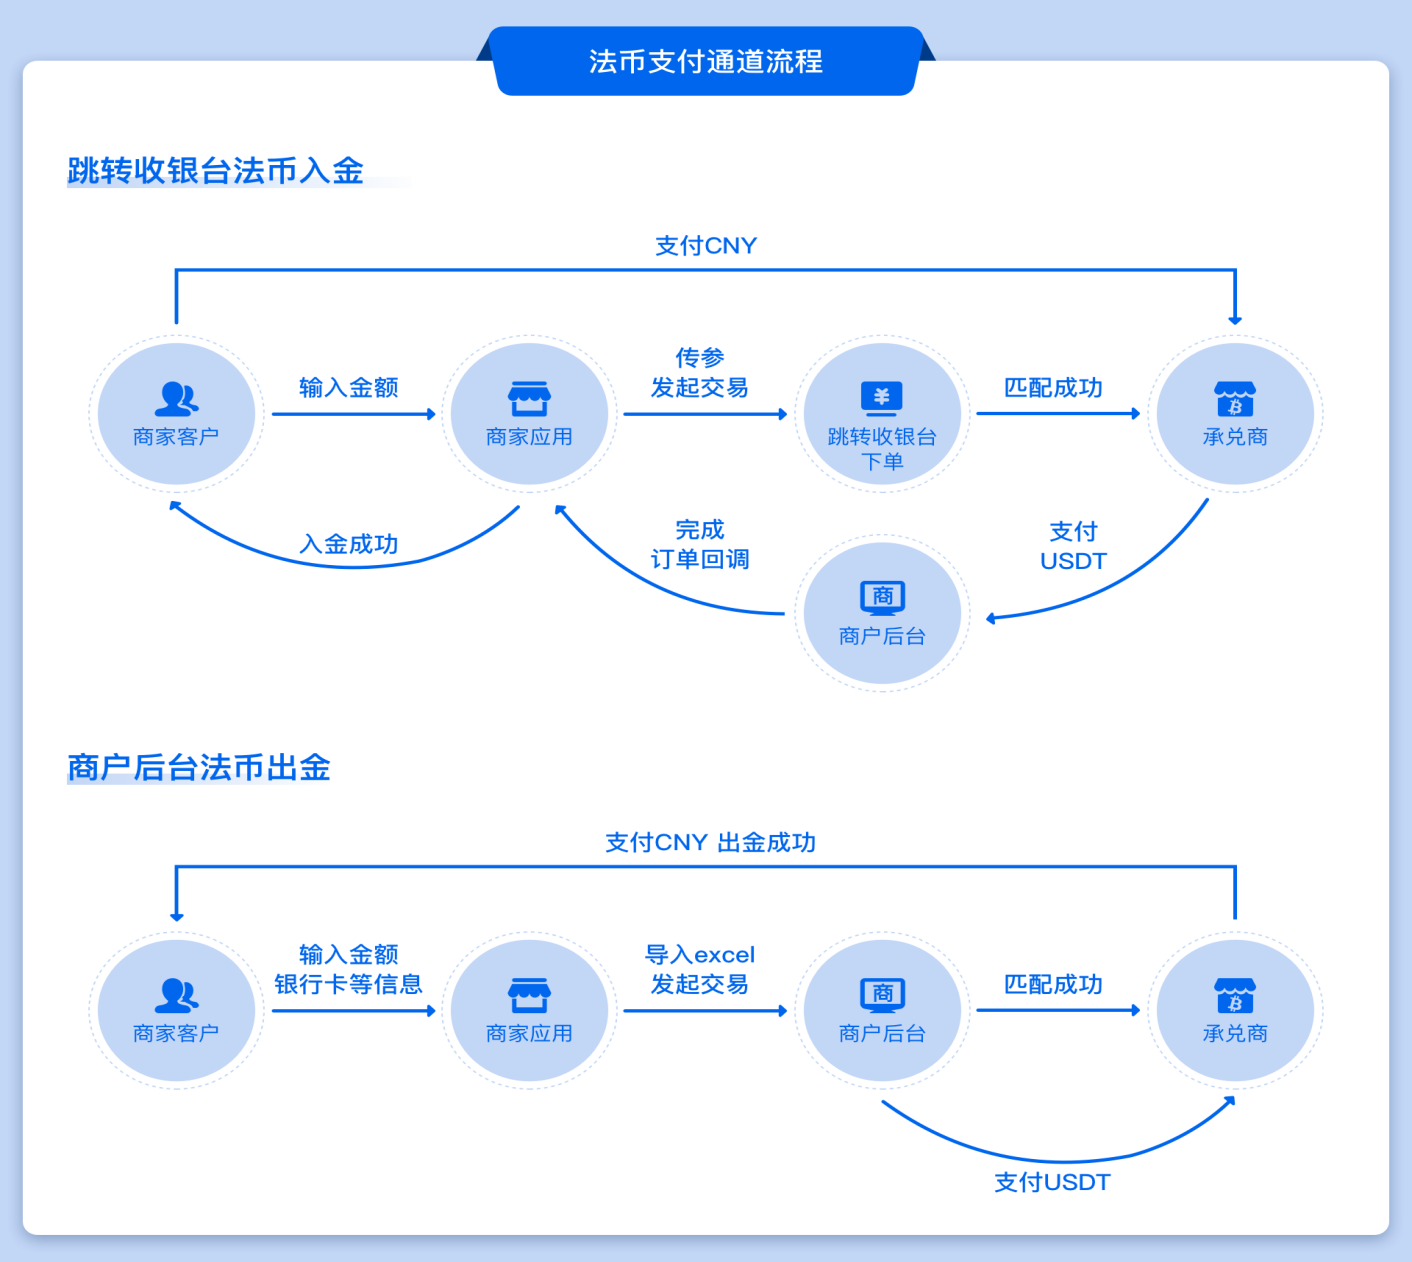 法币支付通道流程
跳转收银台法币入金
支付CNY
输入金额
传参
发起交易
匹配成功
¥
商家客户
商家应用
跳转收银台
下单
承兑商
入金成功
完成
订单回调
支付
USDT
商
商户后台
商户后台法币出金
支付CNY 出金成功
输入金额
银行卡等信息
导入excel
发起交易
匹配成功
商
商家客户
商家应用
商户后台
承兑商
支付USDT